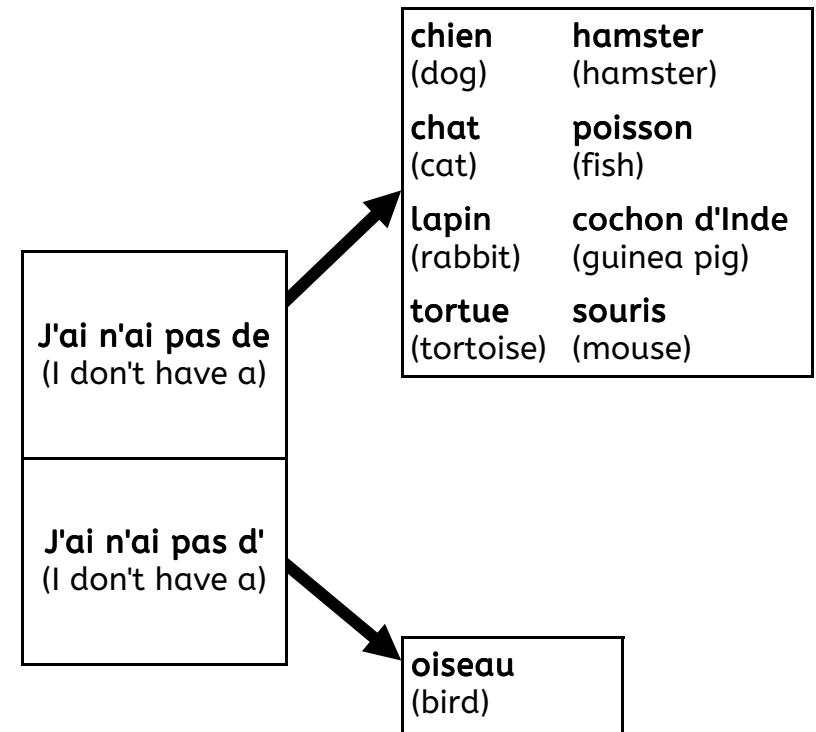 chien hamster
(dog) (hamster)
chat poisson
(cat) (fish)
lapin cochon d'Inde
(rabbit) (guinea pig)
tortue souris
(tortoise) (mouse)
J'ai n'ai pas de
(I don't have a)
J'ai n'ai pas d'
(I don't have a)
oiseau
(bird)